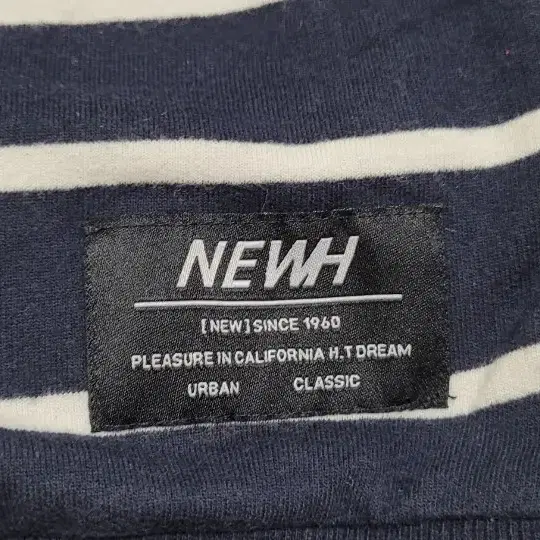 NEWH
[NEW]SINCE 1960
PLEASURE IN CALIFORNIA H.T DREAM
URBAN CLASSIC